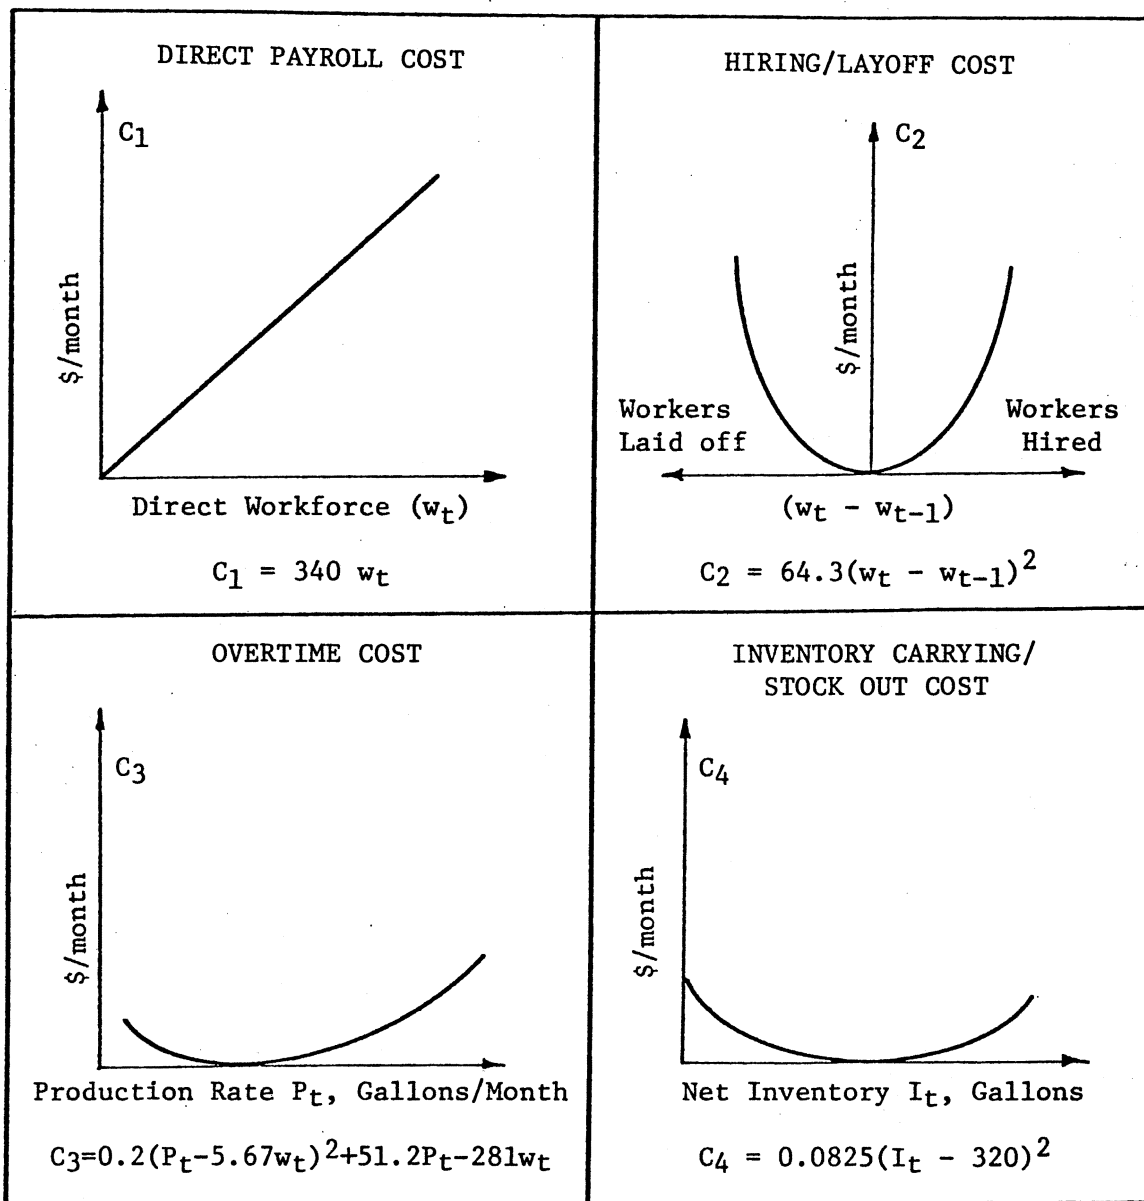 DIRECT PAYROLL COST
C₁
$/month
Direct Workforce (wₜ)
C₁ = 340 wₜ
HIRING/LAYOFF COST
C₂
$/month
Workers
Laid off
Workers
Hired
(wₜ - wₜ₋₁)
C₂ = 64.3(wₜ - wₜ₋₁)²
OVERTIME COST
C₃
$/month
Production Rate Pₜ, Gallons/Month
C₃=0.2(Pₜ-5.67wₜ)²+51.2Pₜ-281wₜ
INVENTORY CARRYING/
STOCK OUT COST
C₄
$/month
Net Inventory Iₜ, Gallons
C₄ = 0.0825(Iₜ - 320)²